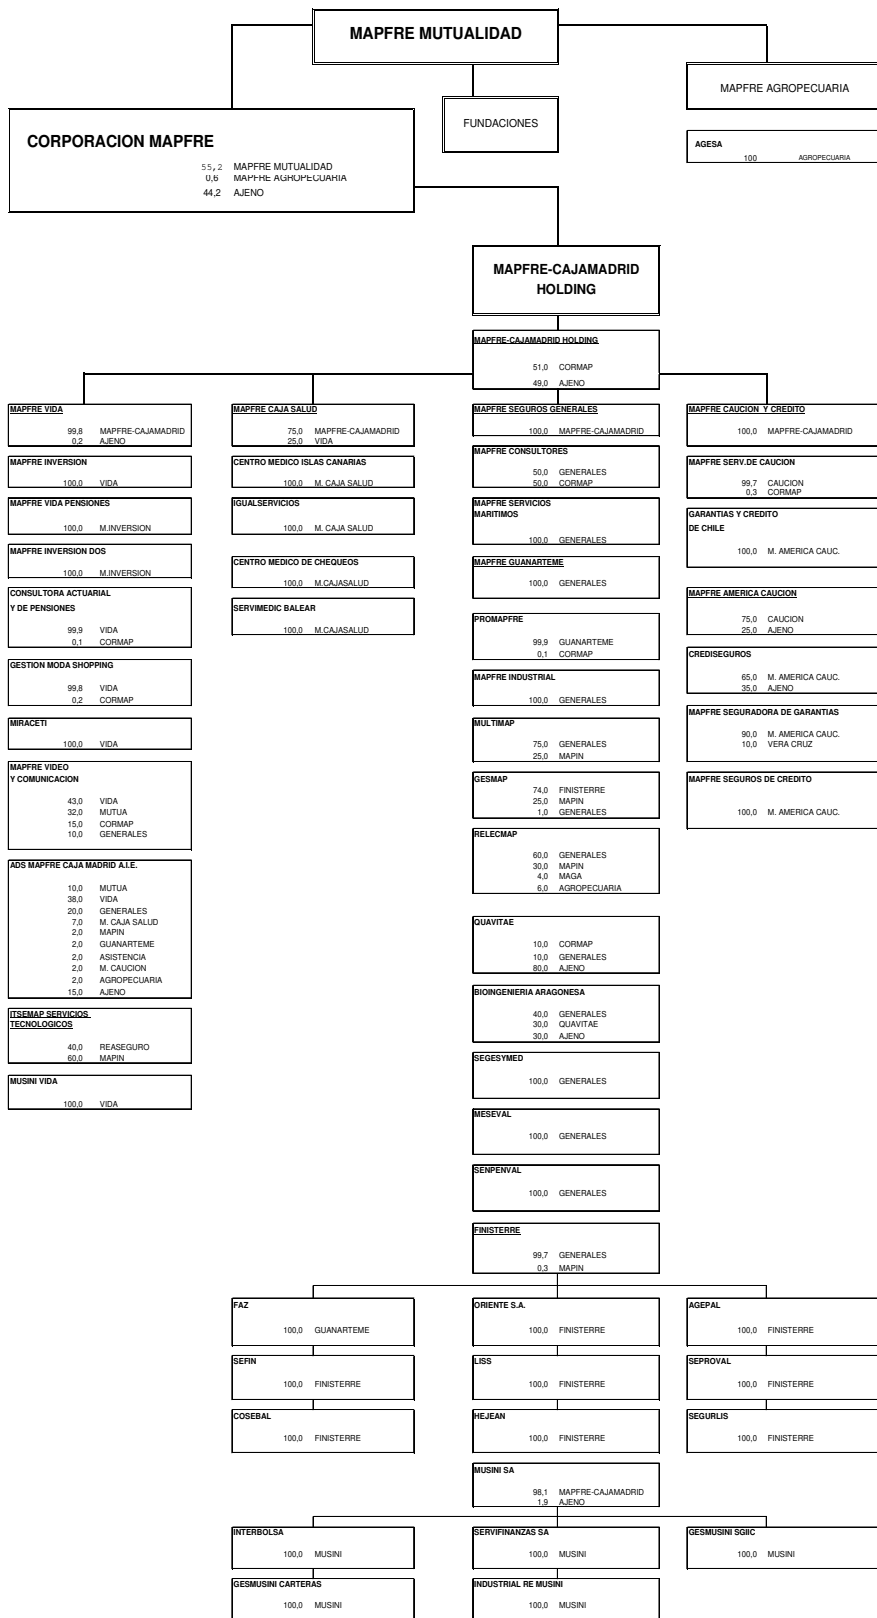 MAPFRE MUTUALIDAD
MAPFRE AGROPECUARIA
FUNDACIONES
CORPORACION MAPFRE
55,2 MAPFRE MUTUALIDAD
0,6 MAPFRE AGROPECUARIA
44,2 AJENO
AGESA
100 AGROPECUARIA
MAPFRE-CAJAMADRID
HOLDING
MAPFRE-CAJAMADRID HOLDING
51,0 CORMAP
49,0 AJENO
MAPFRE VIDA
99,8 MAPFRE-CAJAMADRID
0,2 AJENO
MAPFRE INVERSION
100,0 VIDA
MAPFRE VIDA PENSIONES
100,0 M.INVERSION
MAPFRE INVERSION DOS
100,0 M.INVERSION
CONSULTORA ACTUARIAL
Y DE PENSIONES
99,9 VIDA
0,1 CORMAP
GESTION MODA SHOPPING
99,8 VIDA
0,2 CORMAP
MIRACETI
100,0 VIDA
MAPFRE VIDEO
Y COMUNICACION
43,0 VIDA
32,0 MUTUA
15,0 CORMAP
10,0 GENERALES
ADS MAPFRE CAJA MADRID A.I.E.
10,0 MUTUA
38,0 VIDA
20,0 GENERALES
7,0 M. CAJA SALUD
2,0 MAPIN
2,0 GUANARTEME
2,0 ASISTENCIA
2,0 M. CAUCION
2,0 AGROPECUARIA
15,0 AJENO
ITSEMAP SERVICIOS
TECNOLOGICOS
40,0 REASEGURO
60,0 MAPIN
MUSINI VIDA
100,0 VIDA
MAPFRE CAJA SALUD
75,0 MAPFRE-CAJAMADRID
25,0 VIDA
CENTRO MEDICO ISLAS CANARIAS
100,0 M. CAJA SALUD
IGUALSERVICIOS
100,0 M. CAJA SALUD
CENTRO MEDICO DE CHEQUEOS
100,0 M.CAJASALUD
SERVIMEDIC BALEAR
100,0 M.CAJASALUD
MAPFRE SEGUROS GENERALES
100,0 MAPFRE-CAJAMADRID
MAPFRE CONSULTORES
50,0 GENERALES
50,0 CORMAP
MAPFRE SERVICIOS
MARITIMOS
100,0 GENERALES
MAPFRE GUANARTEME
100,0 GENERALES
PROMAPFRE
99,9 GUANARTEME
0,1 CORMAP
MAPFRE INDUSTRIAL
100,0 GENERALES
MULTIMAP
75,0 GENERALES
25,0 MAPIN
GESMAP
74,0 FINISTERRE
25,0 MAPIN
1,0 GENERALES
RELECMAP
60,0 GENERALES
30,0 MAPIN
4,0 MAGA
6,0 AGROPECUARIA
QUAVITAE
10,0 CORMAP
10,0 GENERALES
80,0 AJENO
BIOINGENIERIA ARAGONESA
40,0 GENERALES
30,0 QUAVITAE
30,0 AJENO
SEGESYMED
100,0 GENERALES
MESEVAL
100,0 GENERALES
SENPENVAL
100,0 GENERALES
FINISTERRE
99,7 GENERALES
0,3 MAPIN
MAPFRE CAUCION Y CREDITO
100,0 MAPFRE-CAJAMADRID
MAPFRE SERV.DE CAUCION
99,7 CAUCION
0,3 CORMAP
GARANTIAS Y CREDITO
DE CHILE
100,0 M. AMERICA CAUC.
MAPFRE AMERICA CAUCION
75,0 CAUCION
25,0 AJENO
CREDISEGUROS
65,0 M. AMERICA CAUC.
35,0 AJENO
MAPFRE SEGURADORA DE GARANTIAS
90,0 M. AMERICA CAUC.
10,0 VERA CRUZ
MAPFRE SEGUROS DE CREDITO
100,0 M. AMERICA CAUC.
FAZ
100,0 GUANARTEME
ORIENTE S.A.
100,0 FINISTERRE
AGEPAL
100,0 FINISTERRE
SEFIN
100,0 FINISTERRE
LISS
100,0 FINISTERRE
SEPROVAL
100,0 FINISTERRE
COSEBAL
100,0 FINISTERRE
HEJEAN
100,0 FINISTERRE
SEGURLIS
100,0 FINISTERRE
MUSINI SA
98,1 MAPFRE-CAJAMADRID
1,9 AJENO
INTERBOLSA
100,0 MUSINI
SERVIFINANZAS SA
100,0 MUSINI
GESMUSINI SGIIC
100,0 MUSINI
GESMUSINI CARTERAS
100,0 MUSINI
INDUSTRIAL RE MUSINI
100,0 MUSINI